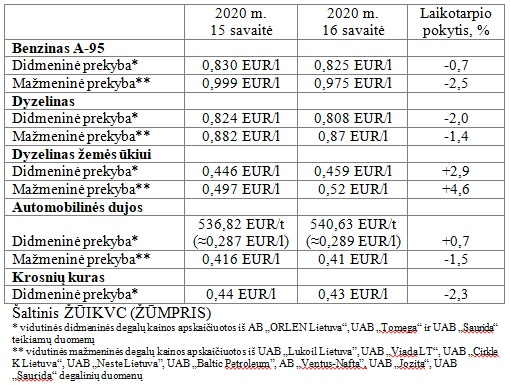 2020 m. 15 savaitė
2020 m. 16 savaitė
Laikotarpio pokytis, %
Benzinas A-95
Didmeninė prekyba* 0,830 EUR/l 0,825 EUR/l -0,7
Mažmeninė prekyba** 0,999 EUR/l 0,975 EUR/l -2,5
Dyzelinas
Didmeninė prekyba* 0,824 EUR/l 0,808 EUR/l -2,0
Mažmeninė prekyba** 0,882 EUR/l 0,87 EUR/l -1,4
Dyzelinas žemės ūkiui
Didmeninė prekyba* 0,446 EUR/l 0,459 EUR/l +2,9
Mažmeninė prekyba** 0,497 EUR/l 0,52 EUR/l +4,6
Automobilinės dujos
Didmeninė prekyba* 536,82 EUR/t (≈0,287 EUR/l) 540,63 EUR/t (≈0,289 EUR/l) +0,7
Mažmeninė prekyba** 0,416 EUR/l 0,41 EUR/l -1,5
Krosnių kuras
Didmeninė prekyba* 0,44 EUR/l 0,43 EUR/l -2,3
Šaltinis ŽŪIKVC (ŽŪMPRIS)
* vidutinės didmeninės degalų kainos apskaičiuotos iš AB „ORLEN Lietuva“, UAB „Tomega“ ir UAB „Saurida“
teikiamų duomenų
** vidutinės mažmeninės degalų kainos apskaičiuotos iš UAB „Lukoil Lietuva”, UAB „Viada LT“, UAB „Cirkle
K Lietuva“, UAB „Neste Lietuva”, UAB „Baltic Petroleum”, AB „Ventus-Nafta”, UAB „Jozita”, UAB
„Saurida” degalinių duomenų